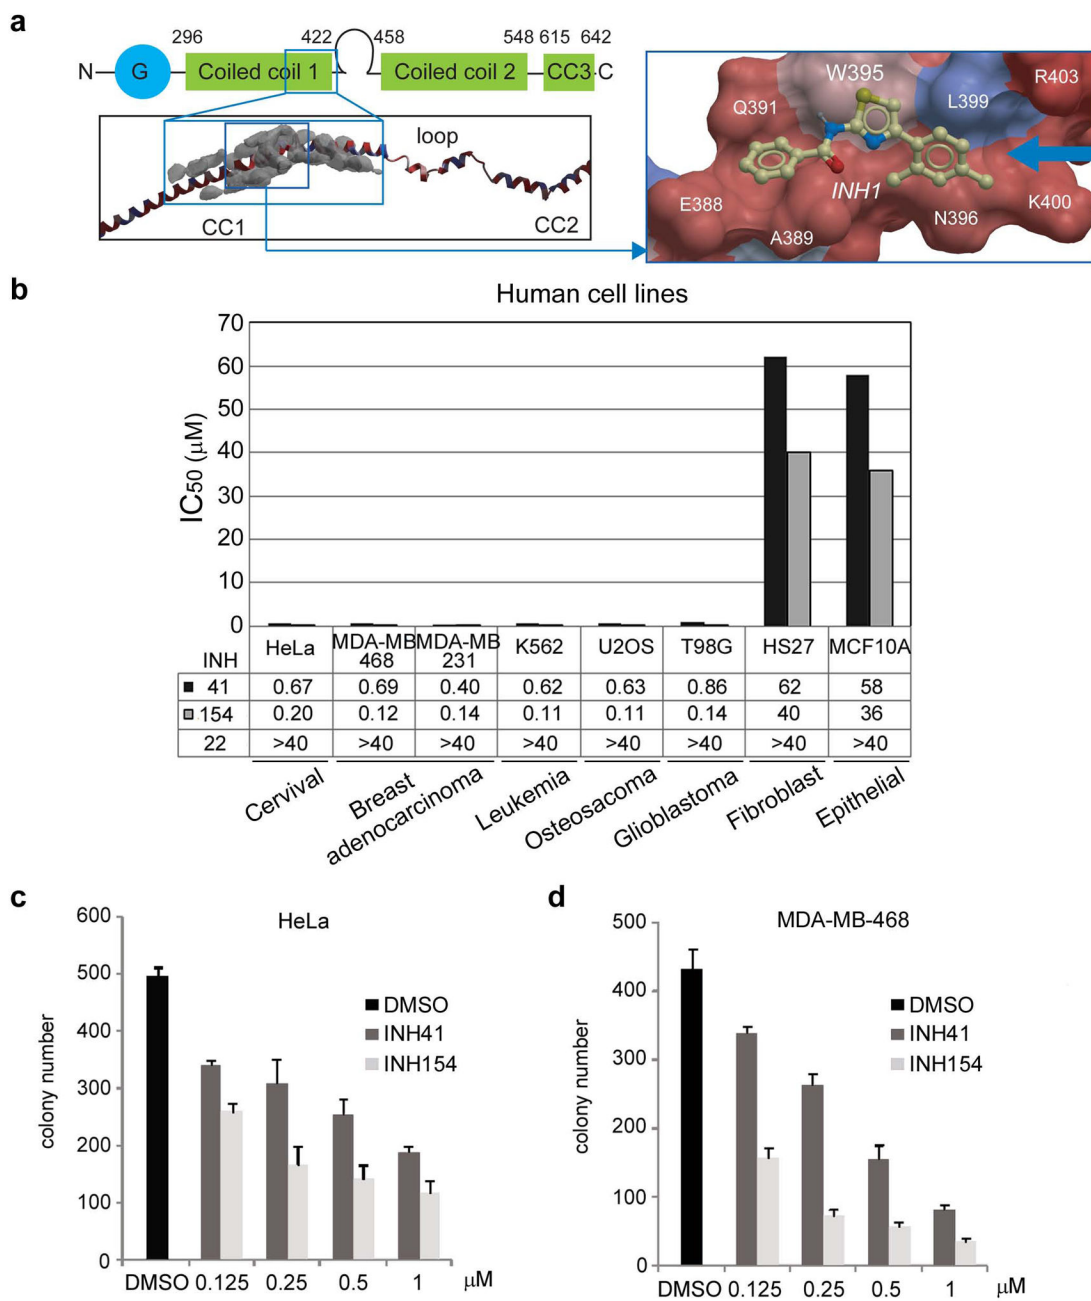 a
296 422 458 548 615 642
N G Coiled coil 1 Coiled coil 2 CC3 C
loop
CC1 CC2
W395 R403
Q391 L399
INH1
E388 N396 K400
A389
b
Human cell lines
IC50 (μM)
70
60
50
40
30
20
10
0
INH HeLa MDA-MB 468 MDA-MB 231 K562 U2OS T98G HS27 MCF10A
41 0.67 0.69 0.40 0.62 0.63 0.86 62 58
154 0.20 0.12 0.14 0.11 0.11 0.14 40 36
22 >40 >40 >40 >40 >40 >40 >40 >40
Cervival
Breast
adenocarcinoma
Leukemia
Osteosacoma
Glioblastoma
Fibroblast
Epithelial
c
HeLa
colony number
600
500
400
300
200
100
0
DMSO
INH41
INH154
DMSO 0.125 0.25 0.5 1 μM
d
MDA-MB-468
colony number
500
400
300
200
100
0
DMSO
INH41
INH154
DMSO 0.125 0.25 0.5 1 μM